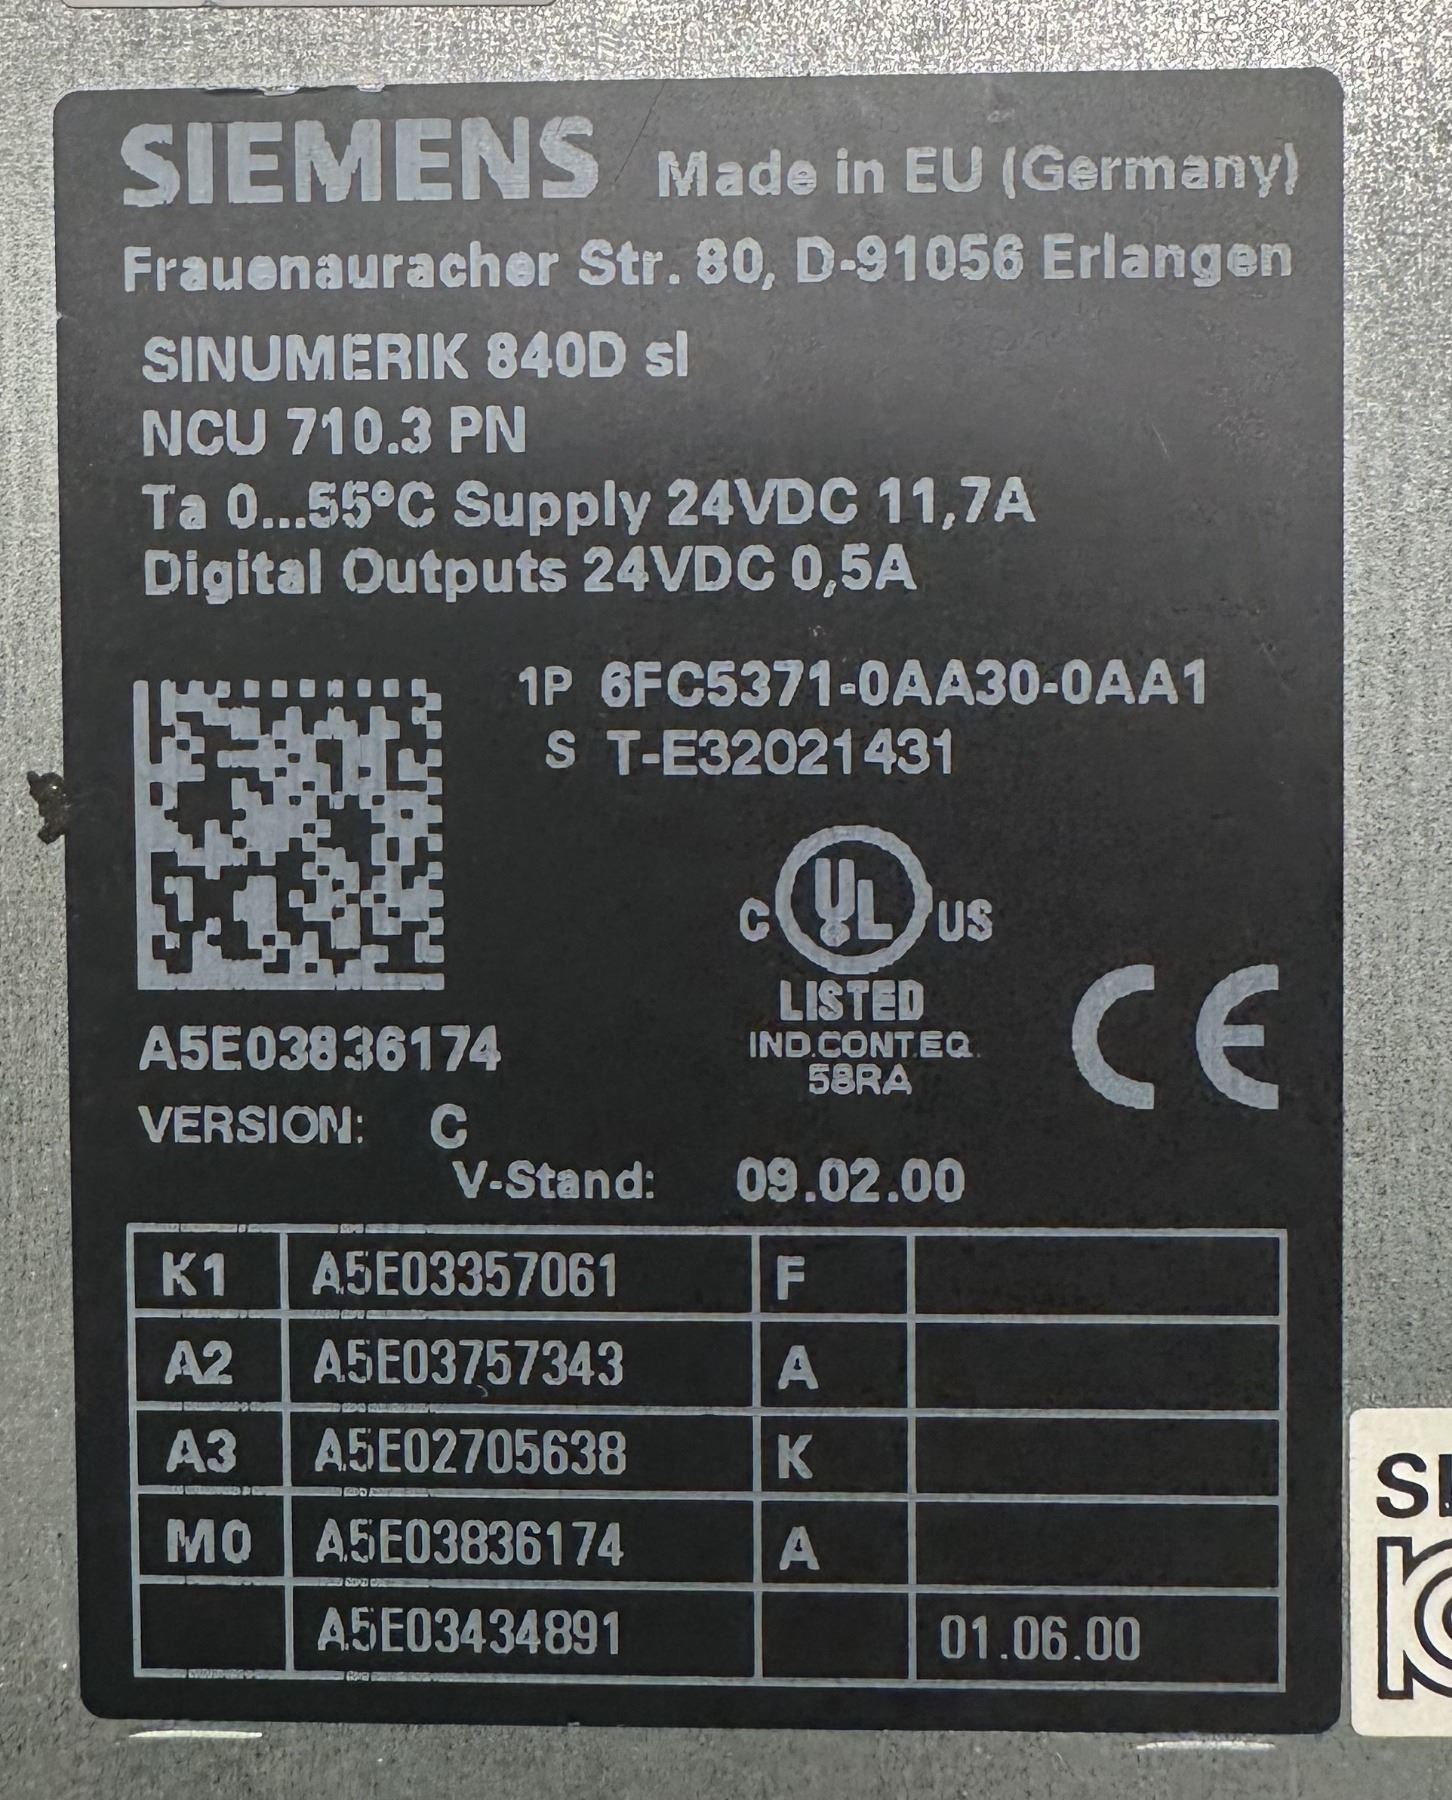 SIEMENS Made in EU (Germany)
Frauenauracher Str. 80, D-91056 Erlangen
SINUMERIK 840D sl
NCU 710.3 PN
Ta 0...55°C Supply 24VDC 11,7A
Digital Outputs 24VDC 0,5A
1P 6FC5371-0AA30-0AA1
S T-E32021431
C UL US
LISTED
IND.CONT.EQ.
58RA
CE
A5E03836174
VERSION: C
V-Stand: 09.02.00
K1 A5E03357061 F
A2 A5E03757343 A
A3 A5E02705638 K
M0 A5E03836174 A
A5E03434891 01.06.00